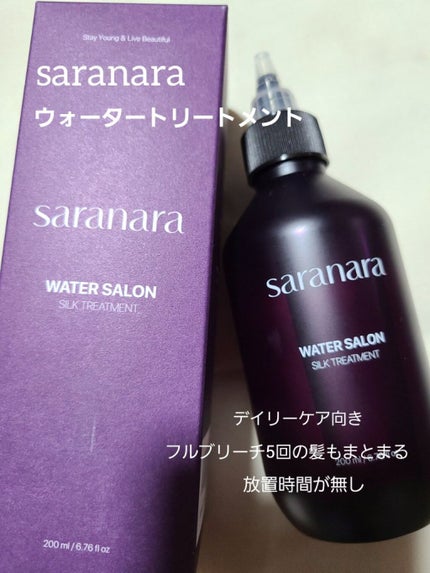 Stay Young & Live Beautiful
saranara
ウォータートリートメント
saranara
WATER SALON
SILK TREATMENT
200 ml / 6.76 fl oz
saranara
WATER SALON
SILK TREATMENT
デイリーケア向き
フルブリーチ5回の髪もまとまる
放置時間が無し